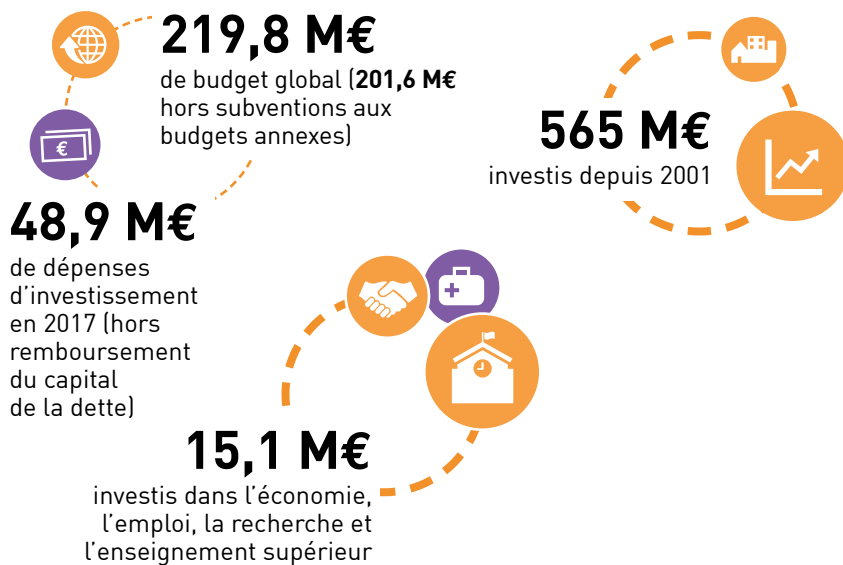 219,8 M€
de budget global (201,6 M€
hors subventions aux
budgets annexes)
€
48,9 M€
de dépenses
d’investissement
en 2017 (hors
remboursement
du capital
de la dette)
565 M€
investis depuis 2001
15,1 M€
investis dans l’économie,
l’emploi, la recherche et
l’enseignement supérieur